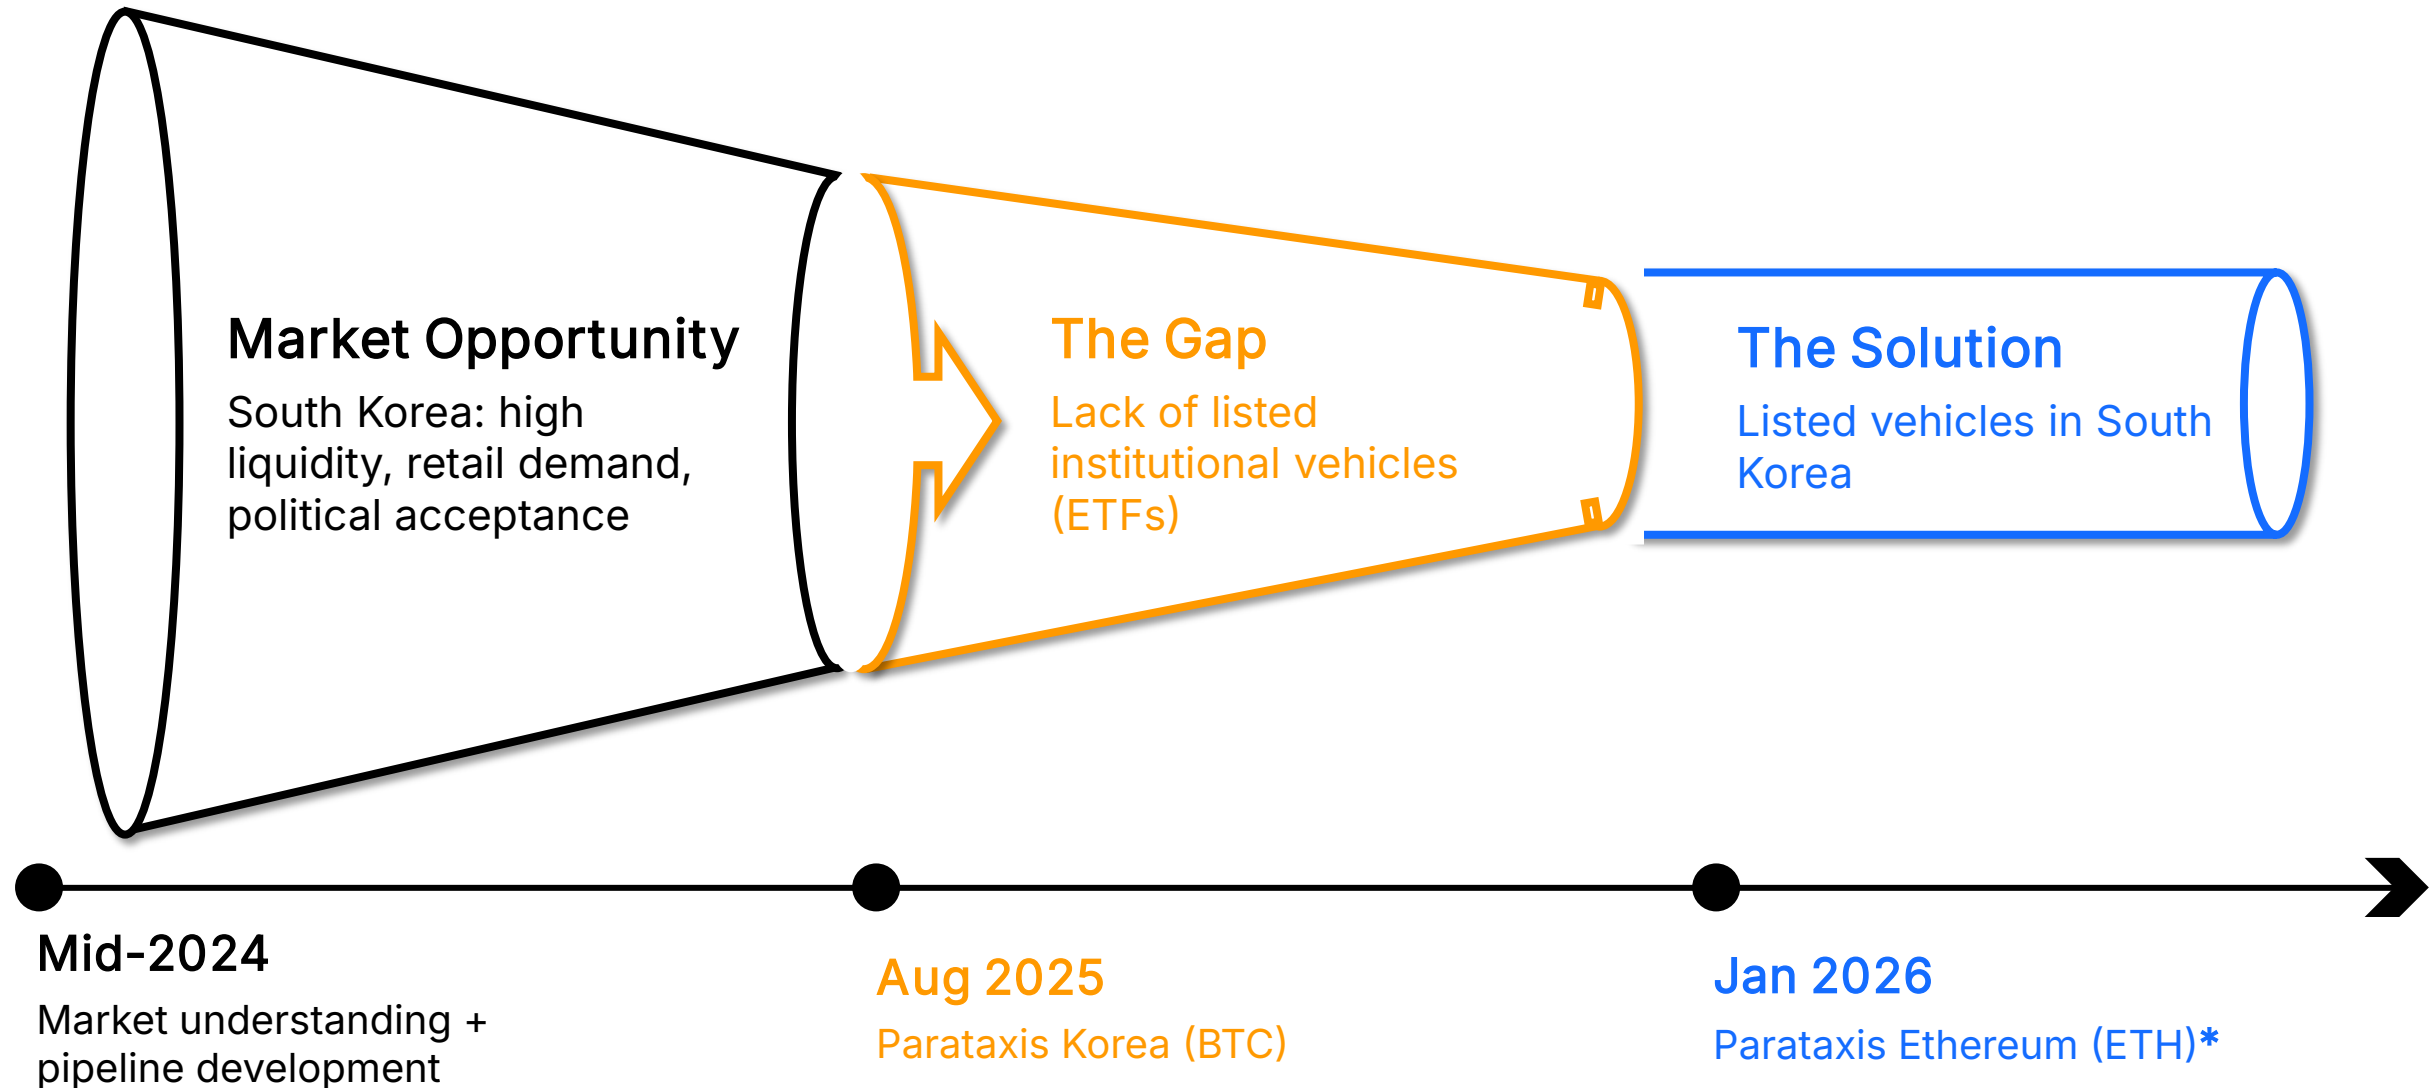 Market Opportunity
South Korea: high
liquidity, retail demand,
political acceptance
The Gap
Lack of listed
institutional vehicles
(ETFs)
The Solution
Listed vehicles in South
Korea
Mid-2024
Market understanding +
pipeline development
Aug 2025
Parataxis Korea (BTC)
Jan 2026
Parataxis Ethereum (ETH)*